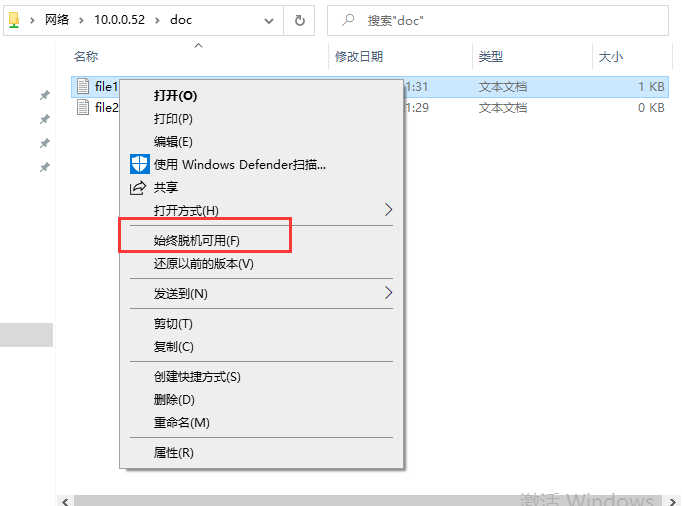 网络 › 10.0.0.52 › doc
搜索"doc"
名称 修改日期 类型 大小
file1 1:31 文本文档 1 KB
file2 1:29 文本文档 0 KB
打开(O)
打印(P)
编辑(E)
使用 Windows Defender扫描...
共享
打开方式(H)
始终脱机可用(F)
还原以前的版本(V)
发送到(N)
剪切(T)
复制(C)
创建快捷方式(S)
删除(D)
重命名(M)
属性(R)
激活 Windows